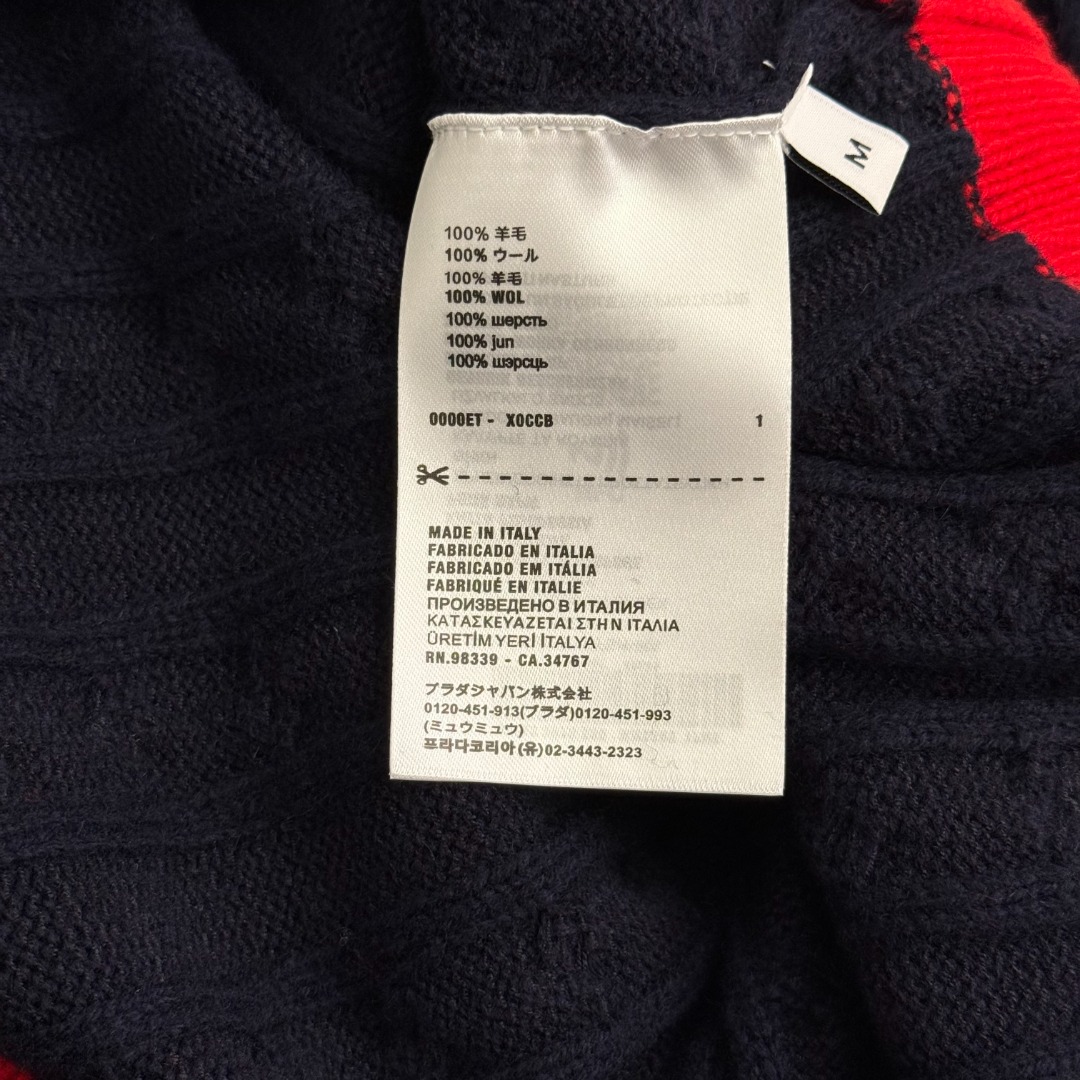 M
100% 羊毛
100% ウール
100% 羊毛
100% WOL
100% шерсть
100% jun
100% шэрсць
0000ET - X0CCB 1
MADE IN ITALY
FABRICADO EN ITALIA
FABRICADO EM ITÁLIA
FABRIQUÉ EN ITALIE
ПРОИЗВЕДЕНО В ИТАЛИЯ
ΚΑΤΑΣΚΕΥΑΖΕΤΑΙ ΣΤΗΝ ΙΤΑΛΙΑ
ÜRETİM YERİ İTALYA
RN.98339 - CA.34767
プラダジャパン株式会社
0120-451-913(プラダ)0120-451-993
(ミュウミュウ)
프라다코리아(유)02-3443-2323